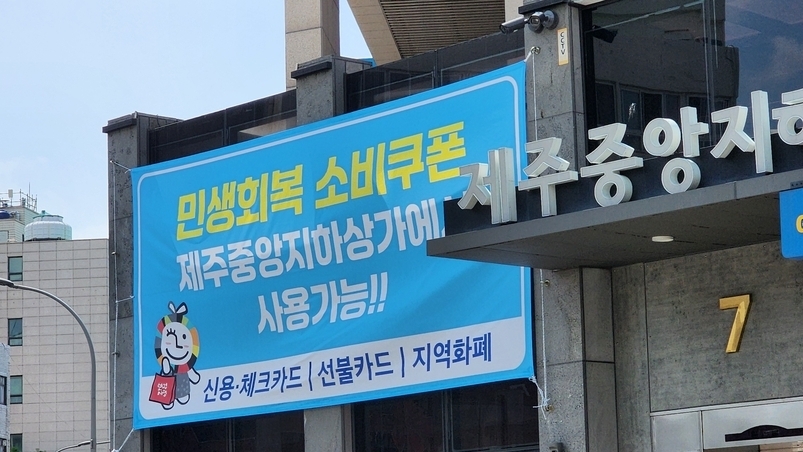 민생회복 소비쿠폰
제주중앙지하상가에
사용가능!!
신용·체크카드 | 선불카드 | 지역화폐
CCTV
제주중앙지하
7